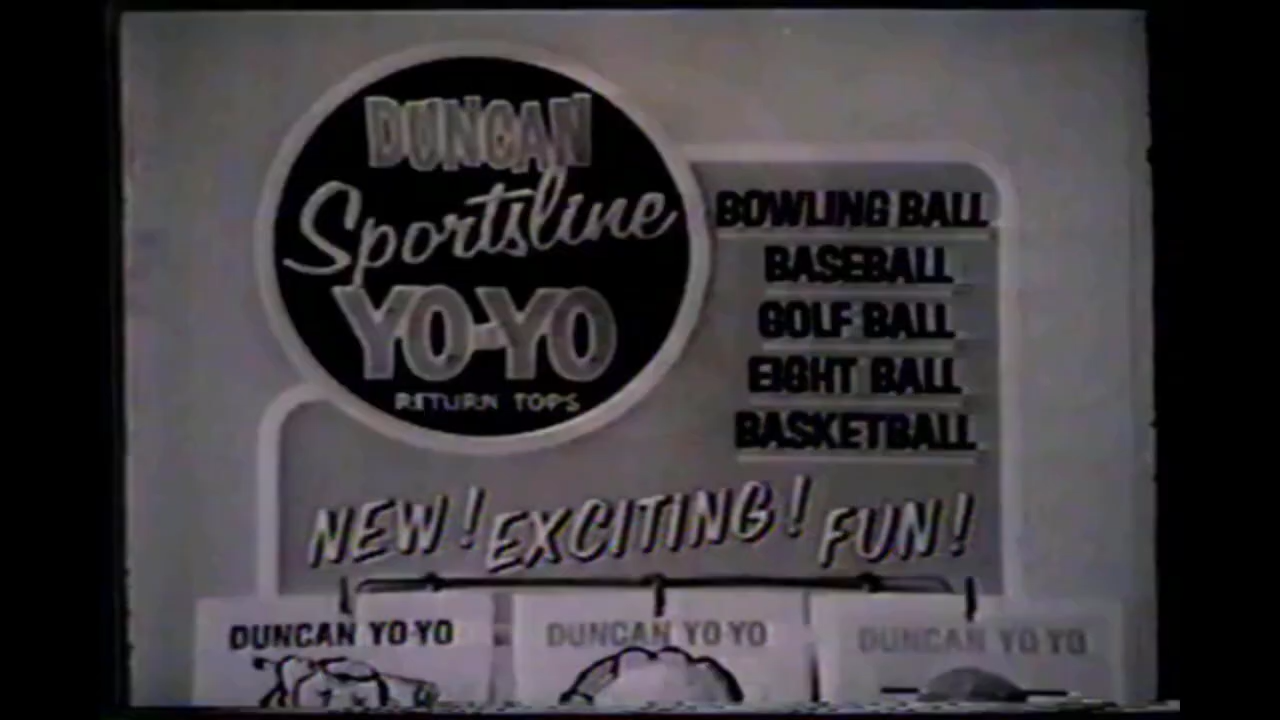 DUNCAN
Sportsline
YO-YO
RETURN TOPS
BOWLING BALL
BASEBALL
GOLF BALL
EIGHT BALL
BASKETBALL
NEW! EXCITING! FUN!
DUNCAN YO-YO
DUNCAN YO-YO
DUNCAN YO-YO